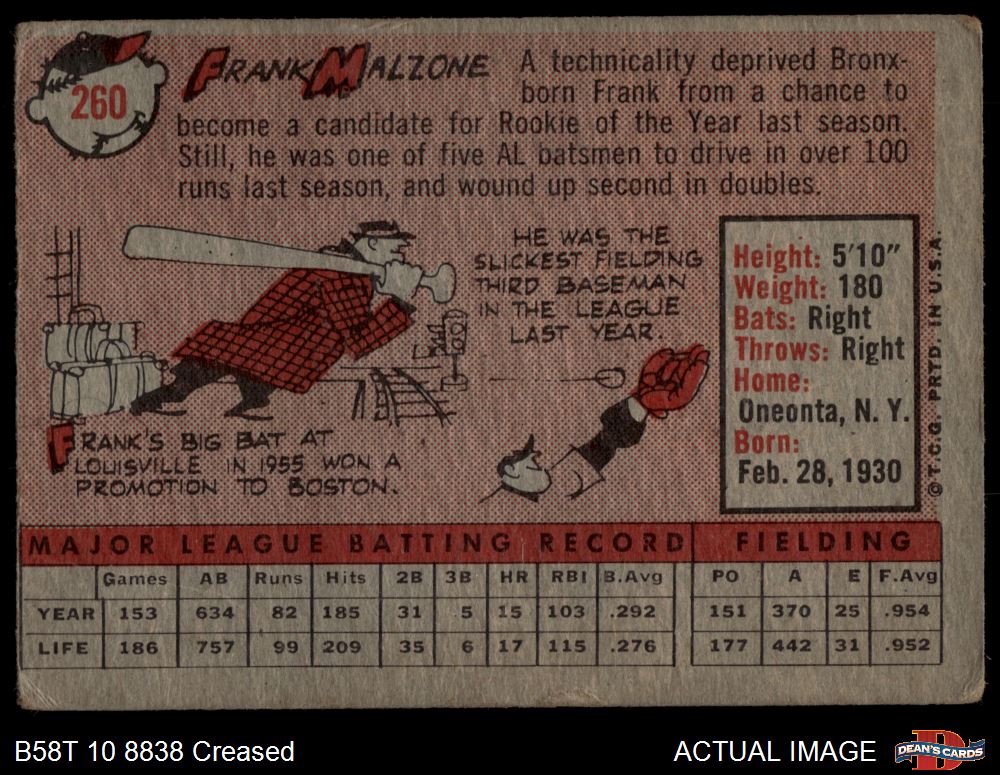 260
FRANK MALZONE
A technicality deprived Bronx-
born Frank from a chance to
become a candidate for Rookie of the Year last season.
Still, he was one of five AL batsmen to drive in over 100
runs last season, and wound up second in doubles.
HE WAS THE
SLICKEST FIELDING
THIRD BASEMAN
IN THE LEAGUE
LAST YEAR.
FRANK'S BIG BAT AT
LOUISVILLE IN 1955 WON A
PROMOTION TO BOSTON.
Height: 5'10"
Weight: 180
Bats: Right
Throws: Right
Home:
Oneonta, N. Y.
Born:
Feb. 28, 1930
© T.C.G. PRTD. IN U.S.A.
MAJOR LEAGUE BATTING RECORD FIELDING
Games AB Runs Hits 2B 3B HR RBI B.Avg PO A E F.Avg
YEAR 153 634 82 185 31 5 15 103 .292 151 370 25 .954
LIFE 186 757 99 209 35 6 17 115 .276 177 442 31 .952
B58T 10 8838 Creased
ACTUAL IMAGE
D
DEAN'S CARDS